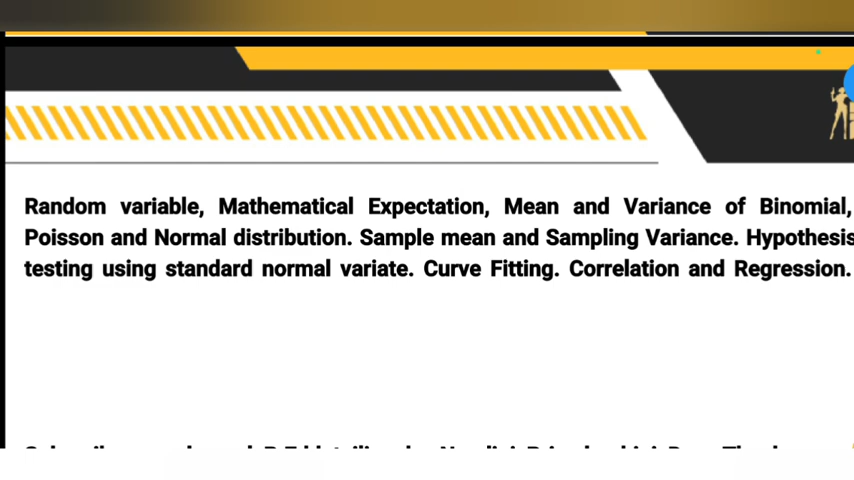 Random variable, Mathematical Expectation, Mean and Variance of Binomial,
Poisson and Normal distribution. Sample mean and Sampling Variance. Hypothesis
testing using standard normal variate. Curve Fitting. Correlation and Regression.